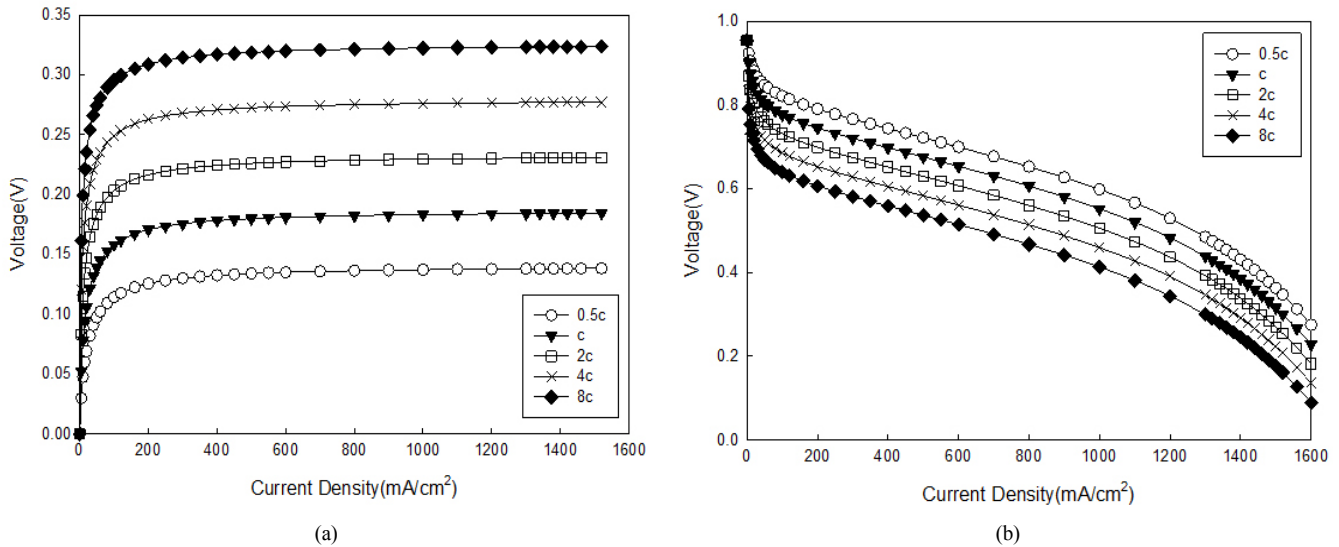 0.35
0.30
0.25
0.20
0.15
0.10
0.05
0.00
Voltage(V)
0 200 400 600 800 1000 1200 1400 1600
Current Density(mA/cm²)
0.5c
c
2c
4c
8c
(a)
1.0
0.8
0.6
0.4
0.2
0.0
Voltage(V)
0 200 400 600 800 1000 1200 1400 1600
Current Density(mA/cm²)
0.5c
c
2c
4c
8c
(b)